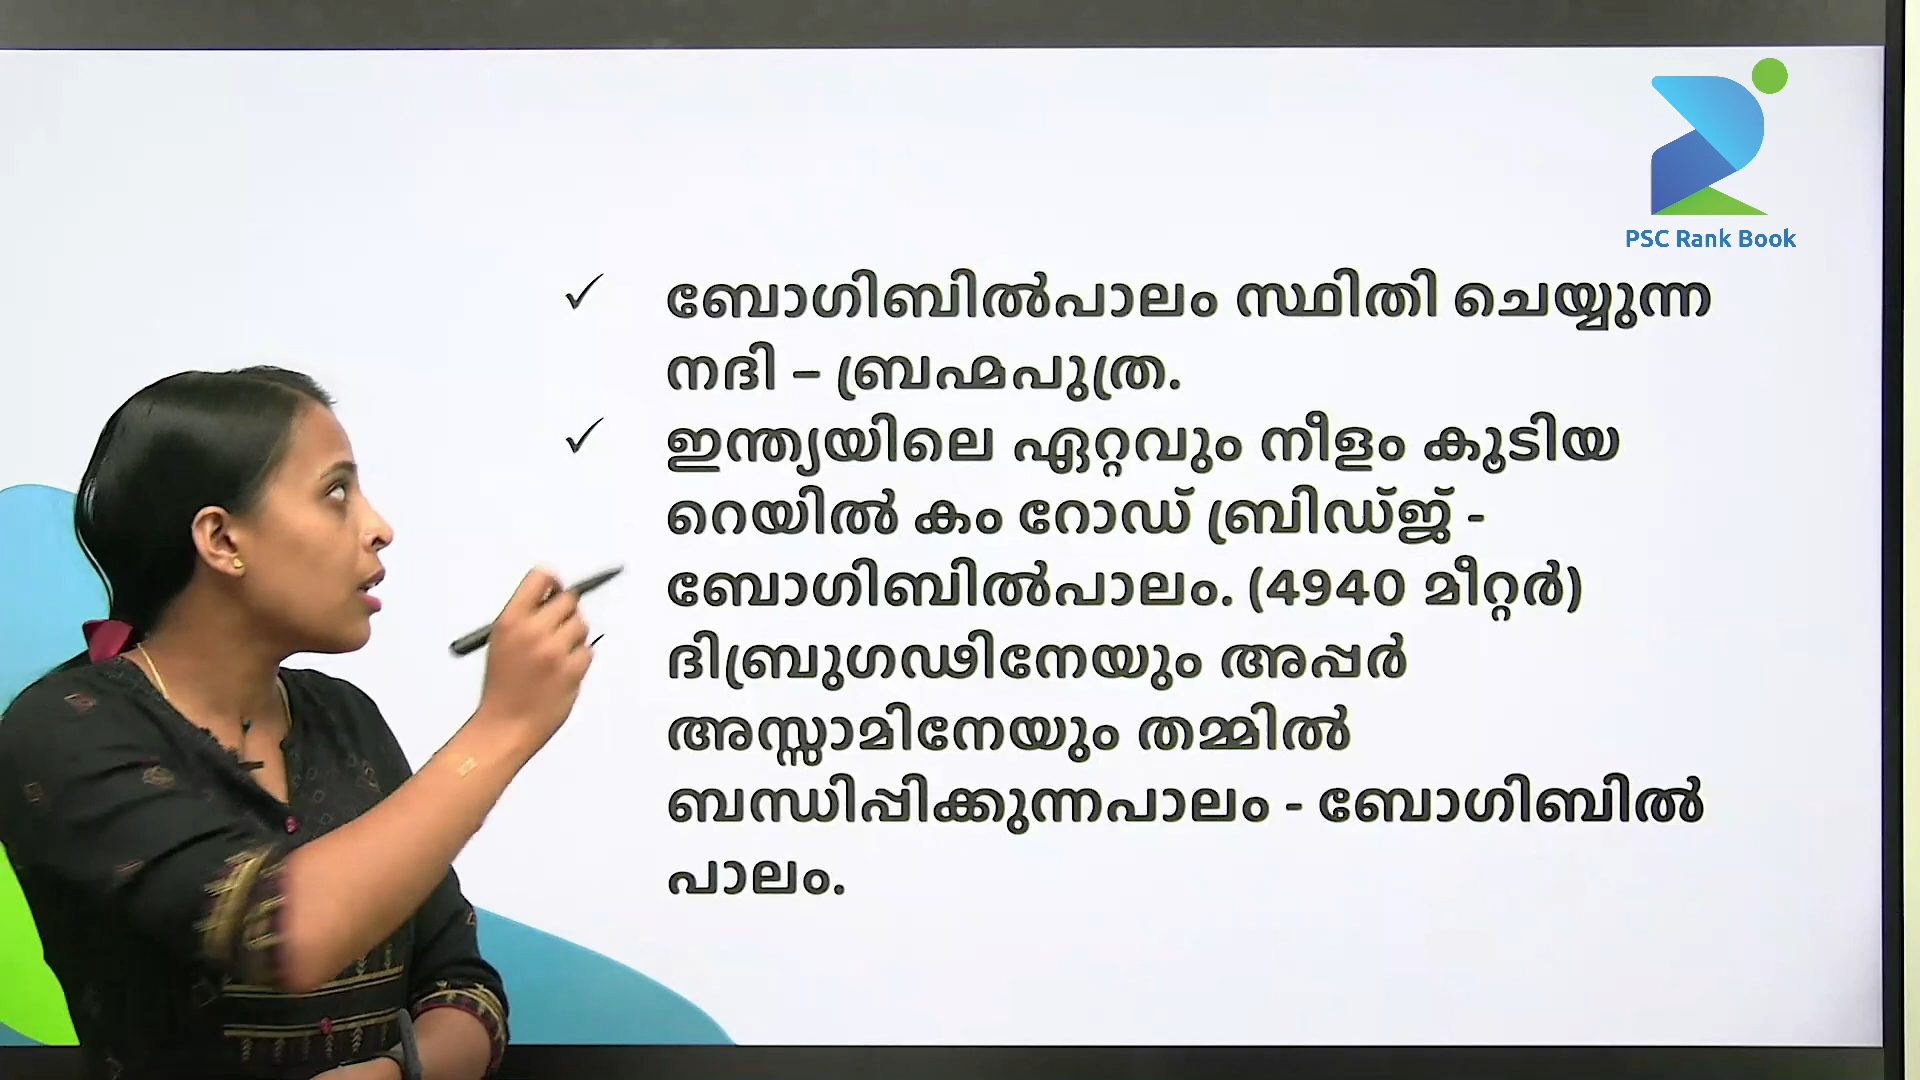 PSC Rank Book
✓ ബോഗിബിൽപാലം സ്ഥിതി ചെയ്യുന്ന
നദി – ബ്രഹ്മപുത്ര.
✓ ഇന്ത്യയിലെ ഏറ്റവും നീളം കൂടിയ
റെയിൽ കം റോഡ് ബ്രിഡ്ജ് -
ബോഗിബിൽപാലം. (4940 മീറ്റർ)
ദിബ്രുഗഢിനേയും അപ്പർ
അസ്സാമിനേയും തമ്മിൽ
ബന്ധിപ്പിക്കുന്നപാലം - ബോഗിബിൽ
പാലം.